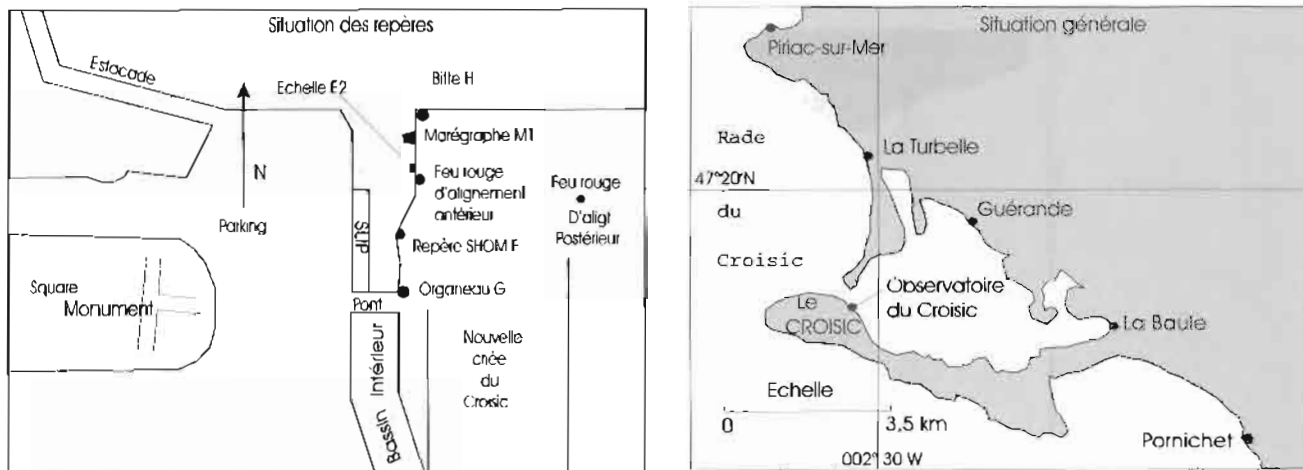 Situation des repères
Estacade
Bitte H
Echelle E2
Marégraphe M1
Feu rouge
d'alignement
antérieur
N
Feu rouge
D'aligt
Postérieur
Parking
SLIP
Repère SHOM F
Square
Monument
Organeau G
Pont
Bassin Intérieur
Nouvelle
criée
du
Croisic
Situation générale
Piriac-sur-Mer
Rade
du
Croisic
La Turbelle
47°20'N
Guérande
Observatoire
du Croisic
Le
CROISIC
La Baule
Echelle
0
3,5 km
Pornichet
002° 30 W